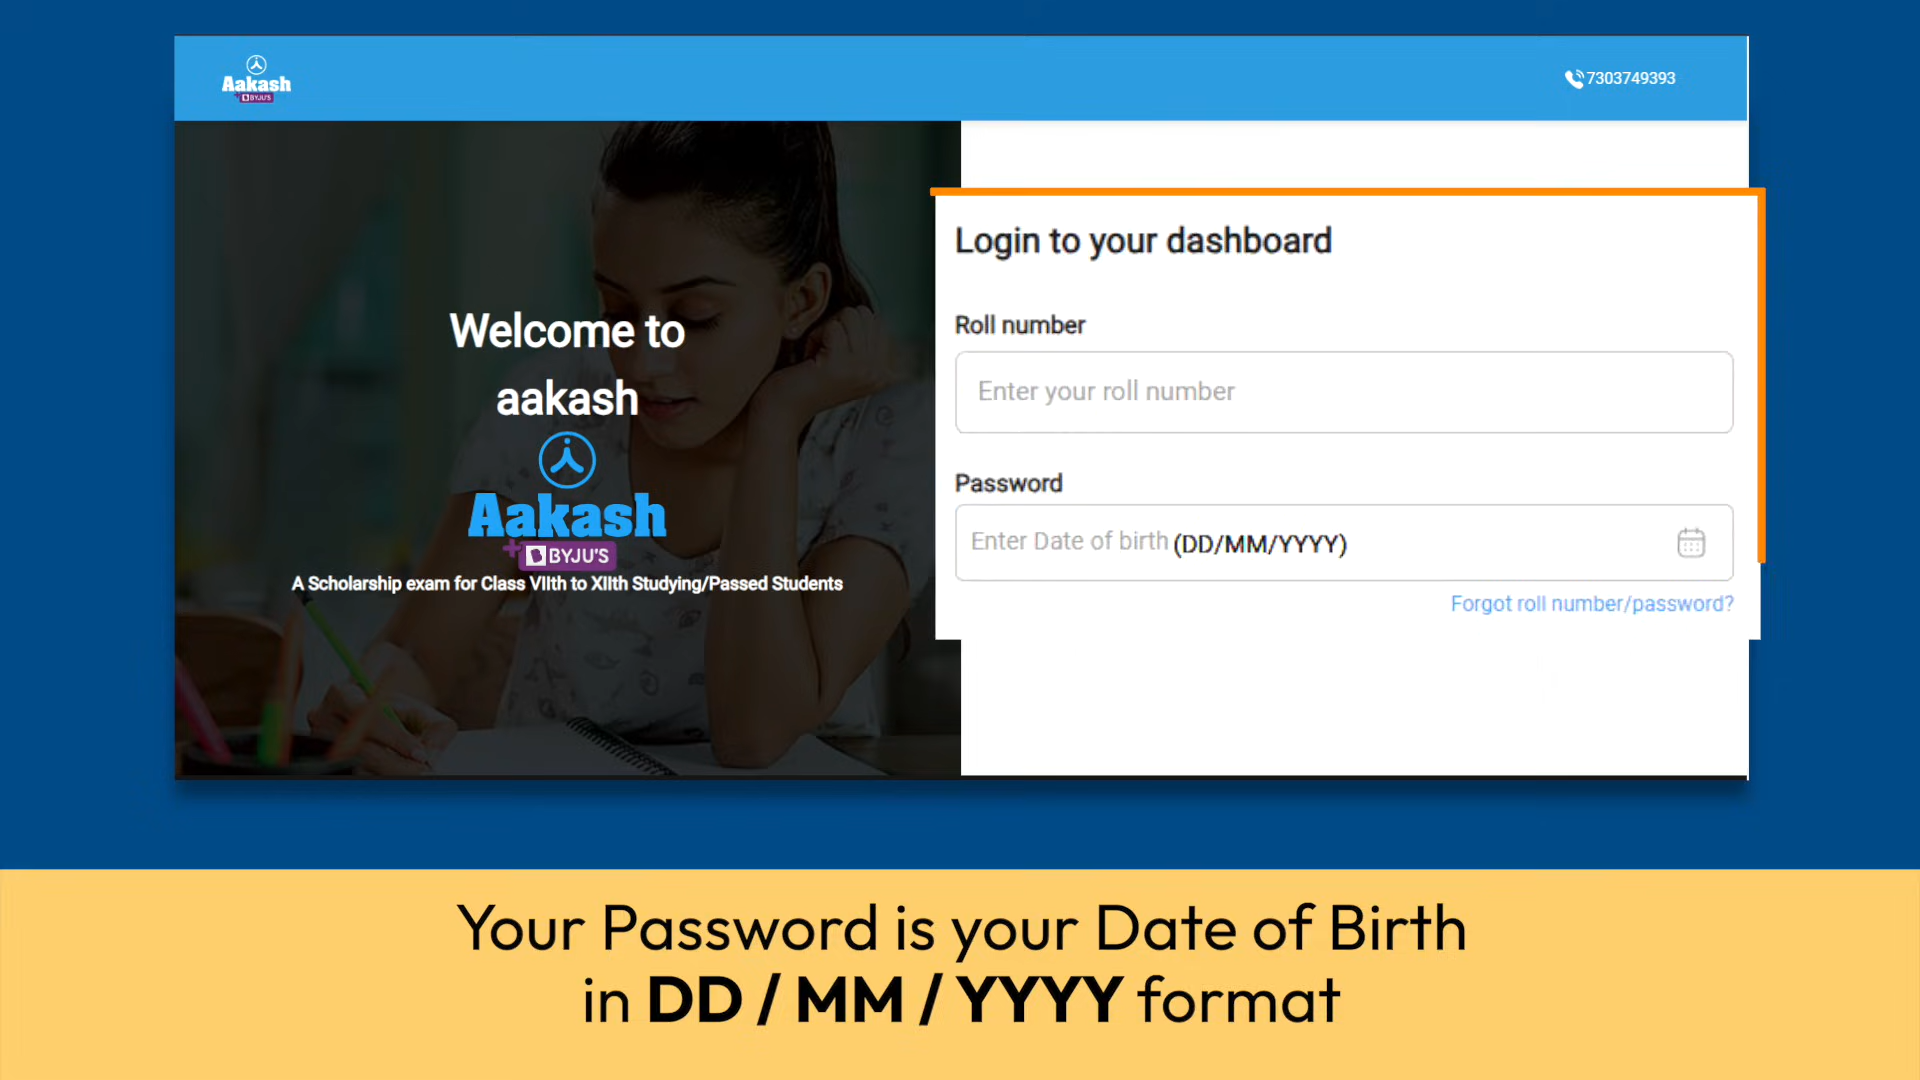 Aakash
BYJU'S
7303749393
Welcome to
aakash
Aakash
+ BYJU'S
A Scholarship exam for Class VIIth to XIIth Studying/Passed Students
Login to your dashboard
Roll number
Enter your roll number
Password
Enter Date of birth (DD/MM/YYYY)
Forgot roll number/password?
Your Password is your Date of Birth
in DD / MM / YYYY format